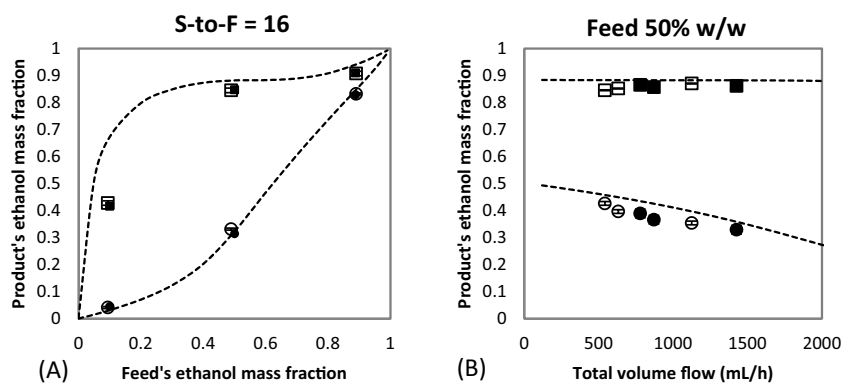 S-to-F = 16
Product's ethanol mass fraction
1
0.9
0.8
0.7
0.6
0.5
0.4
0.3
0.2
0.1
0
0 0.2 0.4 0.6 0.8 1
(A) Feed's ethanol mass fraction
Feed 50% w/w
Product's ethanol mass fraction
1
0.9
0.8
0.7
0.6
0.5
0.4
0.3
0.2
0.1
0
0 500 1000 1500 2000
(B) Total volume flow (mL/h)